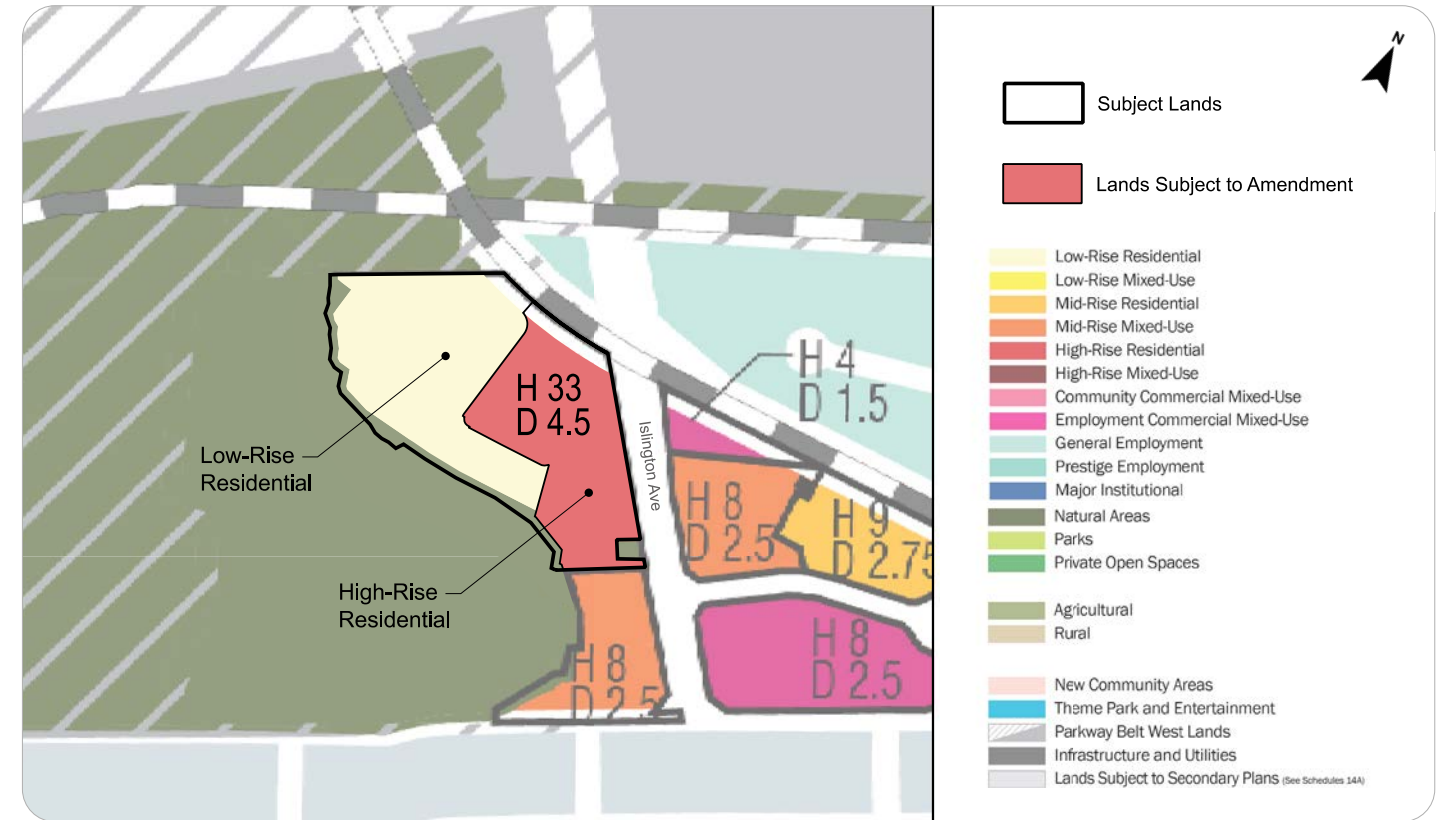 N
Subject Lands
Lands Subject to Amendment
Low-Rise Residential
Low-Rise Mixed-Use
Mid-Rise Residential
Mid-Rise Mixed-Use
High-Rise Residential
High-Rise Mixed-Use
Community Commercial Mixed-Use
Employment Commercial Mixed-Use
General Employment
Prestige Employment
Major Institutional
Natural Areas
Parks
Private Open Spaces
Agricultural
Rural
New Community Areas
Theme Park and Entertainment
Parkway Belt West Lands
Infrastructure and Utilities
Lands Subject to Secondary Plans (See Schedules 14A)
H 4
D 1.5
H 33
D 4.5
Islington Ave
Low-Rise
Residential
H 8
D 2.5
H 9
D 2.75
High-Rise
Residential
H 8
D 2.5
H 8
D 2.5